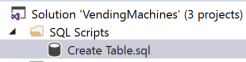 Solution 'VendingMachines' (3 projects)
SQL Scripts
Create Table.sql